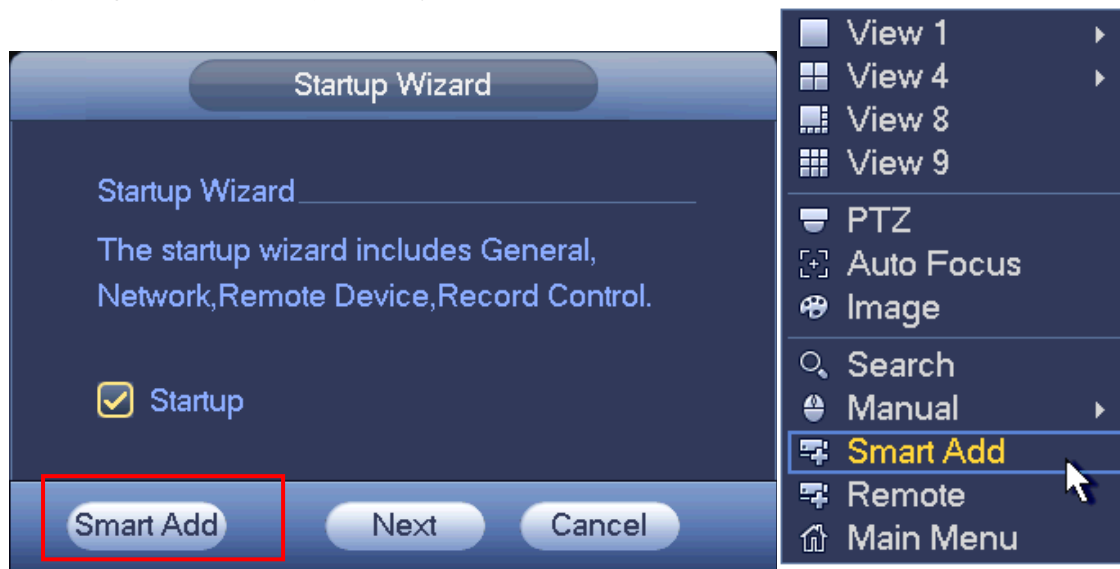 Startup Wizard
Startup Wizard
The startup wizard includes General,
Network,Remote Device,Record Control.
Startup
Smart Add
Next
Cancel
View 1
View 4
View 8
View 9
PTZ
Auto Focus
Image
Search
Manual
Smart Add
Remote
Main Menu